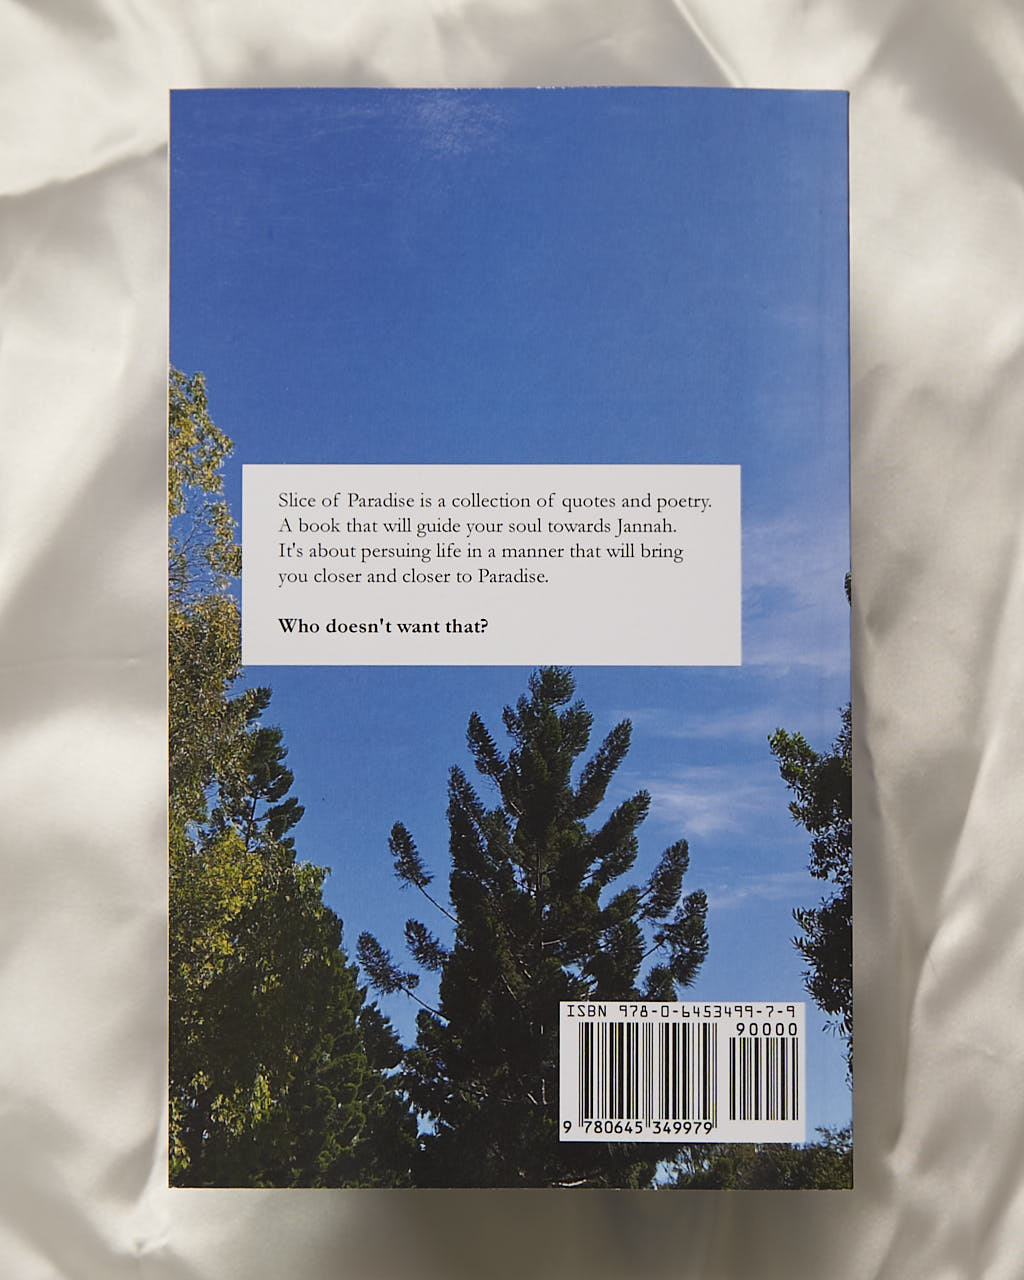 Slice of Paradise is a collection of quotes and poetry.
A book that will guide your soul towards Jannah.
It's about persuing life in a manner that will bring
you closer and closer to Paradise.
Who doesn't want that?
ISBN 978-0-6453499-7-9
90000
9 780645 349979